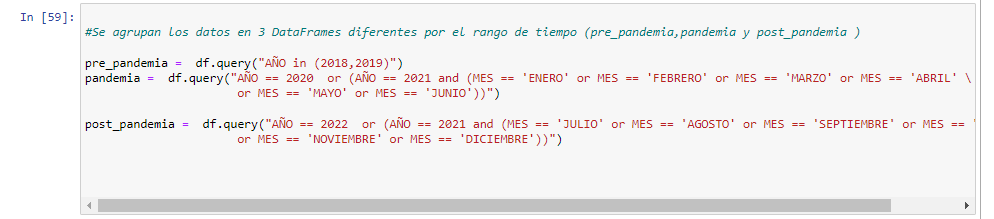 In [59]:
#Se agrupan los datos en 3 DataFrames diferentes por el rango de tiempo (pre_pandemia,pandemia y post_pandemia )
pre_pandemia =  df.query("AÑO in (2018,2019)")
pandemia =  df.query("AÑO == 2020  or (AÑO == 2021 and (MES == 'ENERO' or MES == 'FEBRERO' or MES == 'MARZO' or MES == 'ABRIL' \
or MES == 'MAYO' or MES == 'JUNIO'))")
post_pandemia =  df.query("AÑO == 2022  or (AÑO == 2021 and (MES == 'JULIO' or MES == 'AGOSTO' or MES == 'SEPTIEMBRE' or MES == '
or MES == 'NOVIEMBRE' or MES == 'DICIEMBRE'))")